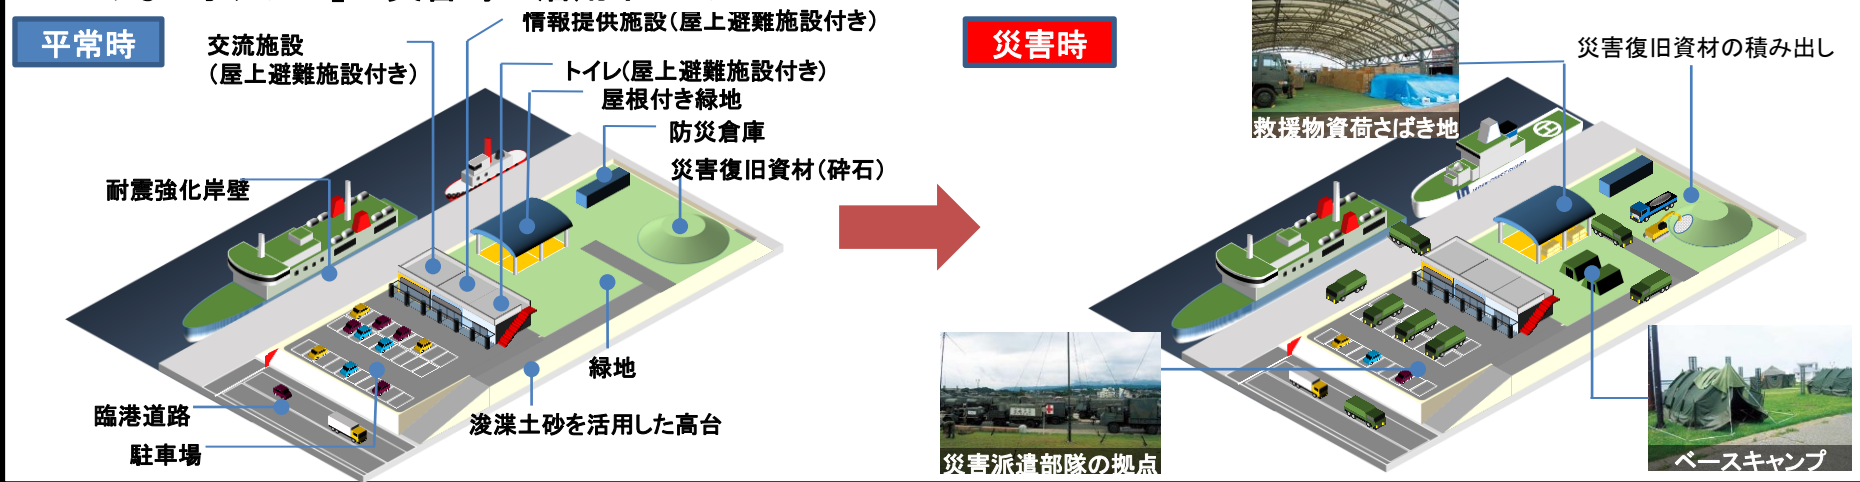 平常時
交流施設
（屋上避難施設付き）
情報提供施設（屋上避難施設付き）
トイレ（屋上避難施設付き）
屋根付き緑地
防災倉庫
災害復旧資材（砕石）
耐震強化岸壁
緑地
臨港道路
浚渫土砂を活用した高台
駐車場
災害時
災害復旧資材の積み出し
救援物資荷さばき地
災害派遣部隊の拠点
ベースキャンプ